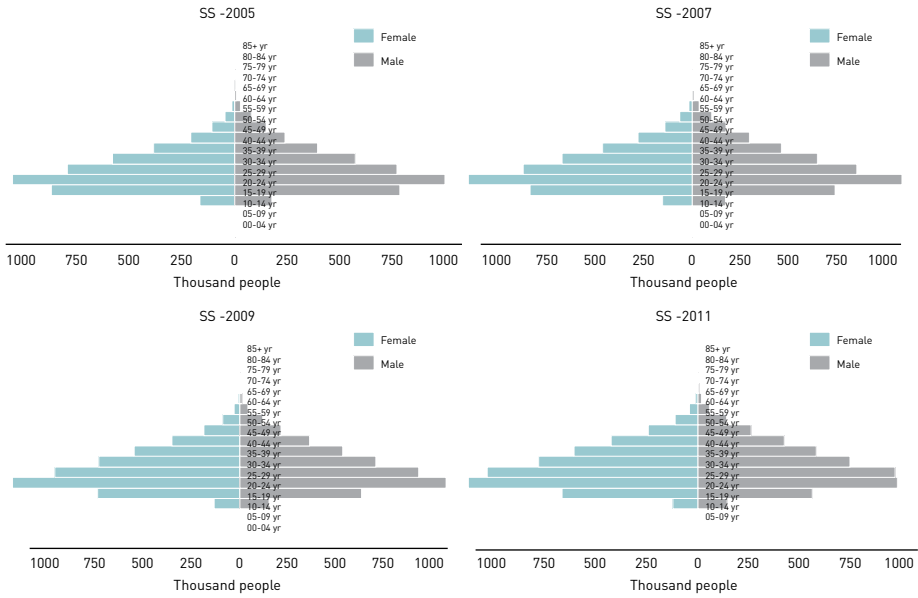 SS -2005
Female
Male
85+ yr
80-84 yr
75-79 yr
70-74 yr
65-69 yr
60-64 yr
55-59 yr
50-54 yr
45-49 yr
40-44 yr
35-39 yr
30-34 yr
25-29 yr
20-24 yr
15-19 yr
10-14 yr
05-09 yr
00-04 yr
1000 750 500 250 0 250 500 750 1000
Thousand people
SS -2007
Female
Male
85+ yr
80-84 yr
75-79 yr
70-74 yr
65-69 yr
60-64 yr
55-59 yr
50-54 yr
45-49 yr
40-44 yr
35-39 yr
30-34 yr
25-29 yr
20-24 yr
15-19 yr
10-14 yr
05-09 yr
00-04 yr
1000 750 500 250 0 250 500 750 1000
Thousand people
SS -2009
Female
Male
85+ yr
80-84 yr
75-79 yr
70-74 yr
65-69 yr
60-64 yr
55-59 yr
50-54 yr
45-49 yr
40-44 yr
35-39 yr
30-34 yr
25-29 yr
20-24 yr
15-19 yr
10-14 yr
05-09 yr
00-04 yr
1000 750 500 250 0 250 500 750 1000
Thousand people
SS -2011
Female
Male
85+ yr
80-84 yr
75-79 yr
70-74 yr
65-69 yr
60-64 yr
55-59 yr
50-54 yr
45-49 yr
40-44 yr
35-39 yr
30-34 yr
25-29 yr
20-24 yr
15-19 yr
10-14 yr
05-09 yr
1000 750 500 250 0 250 500 750 1000
Thousand people